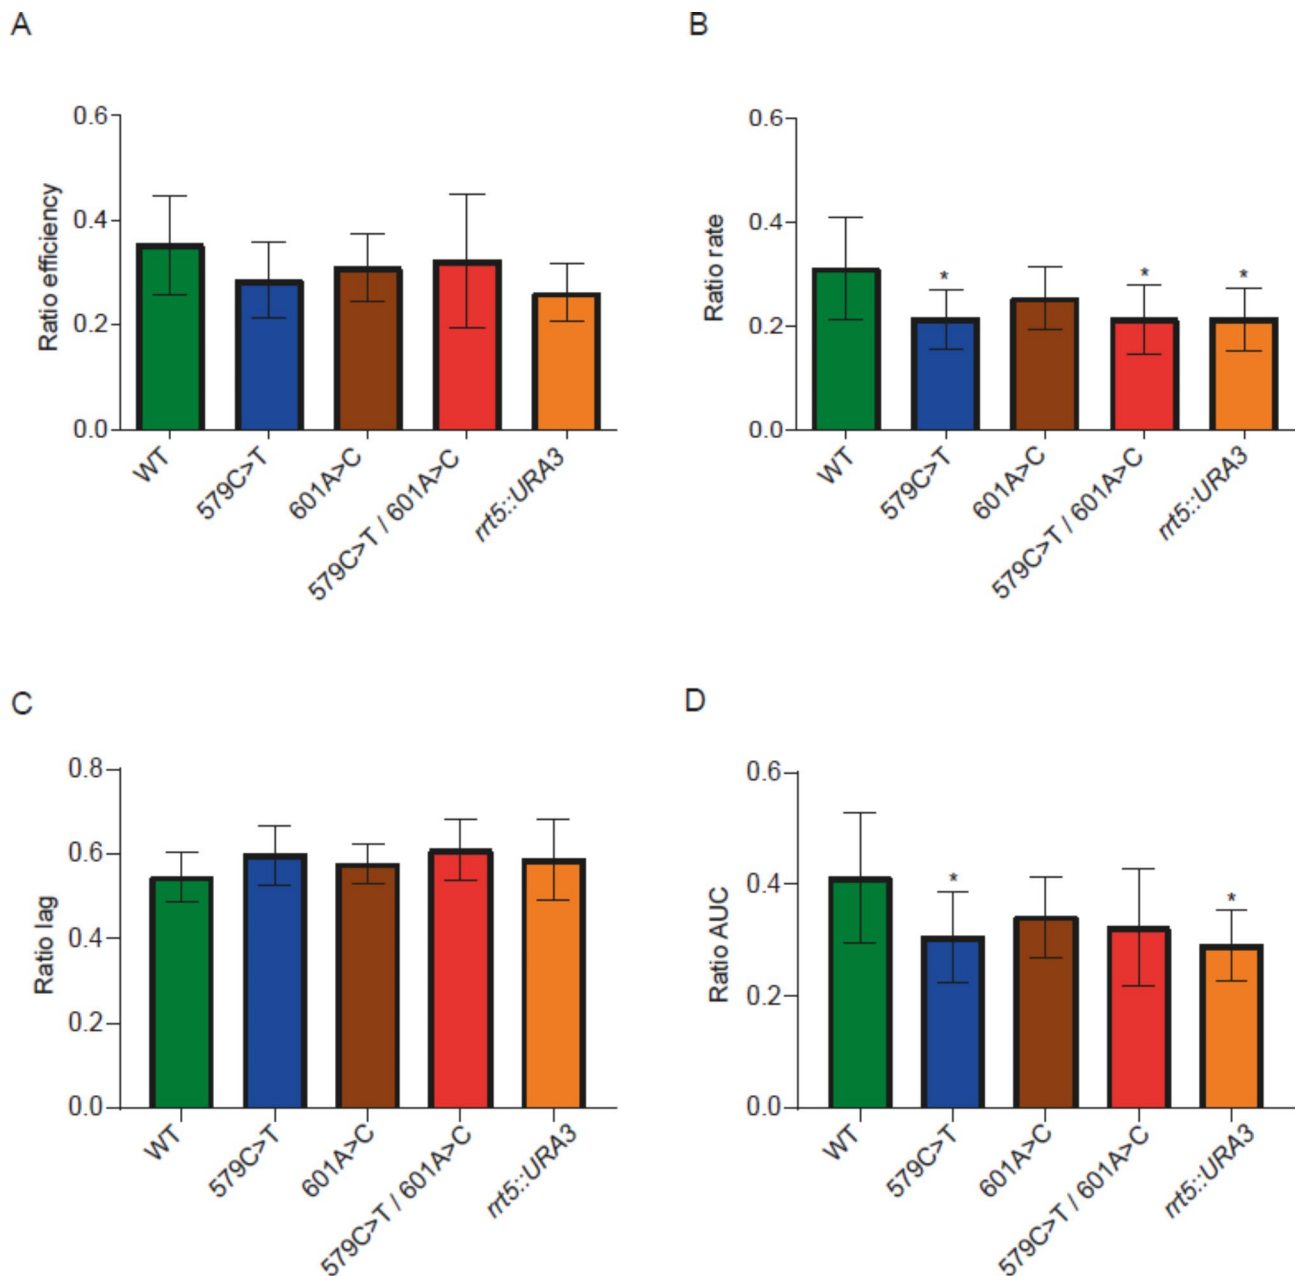 A
0.6
0.4
0.2
0.0
Ratio efficiency
WT
579C>T
601A>C
579C>T / 601A>C
rrt5::URA3
B
0.6
0.4
0.2
0.0
Ratio rate
*
*
*
WT
579C>T
601A>C
579C>T / 601A>C
rrt5::URA3
C
0.8
0.6
0.4
0.2
0.0
Ratio lag
WT
579C>T
601A>C
579C>T / 601A>C
rrt5::URA3
D
0.6
0.4
0.2
0.0
Ratio AUC
*
*
WT
579C>T
601A>C
579C>T / 601A>C
rrt5::URA3